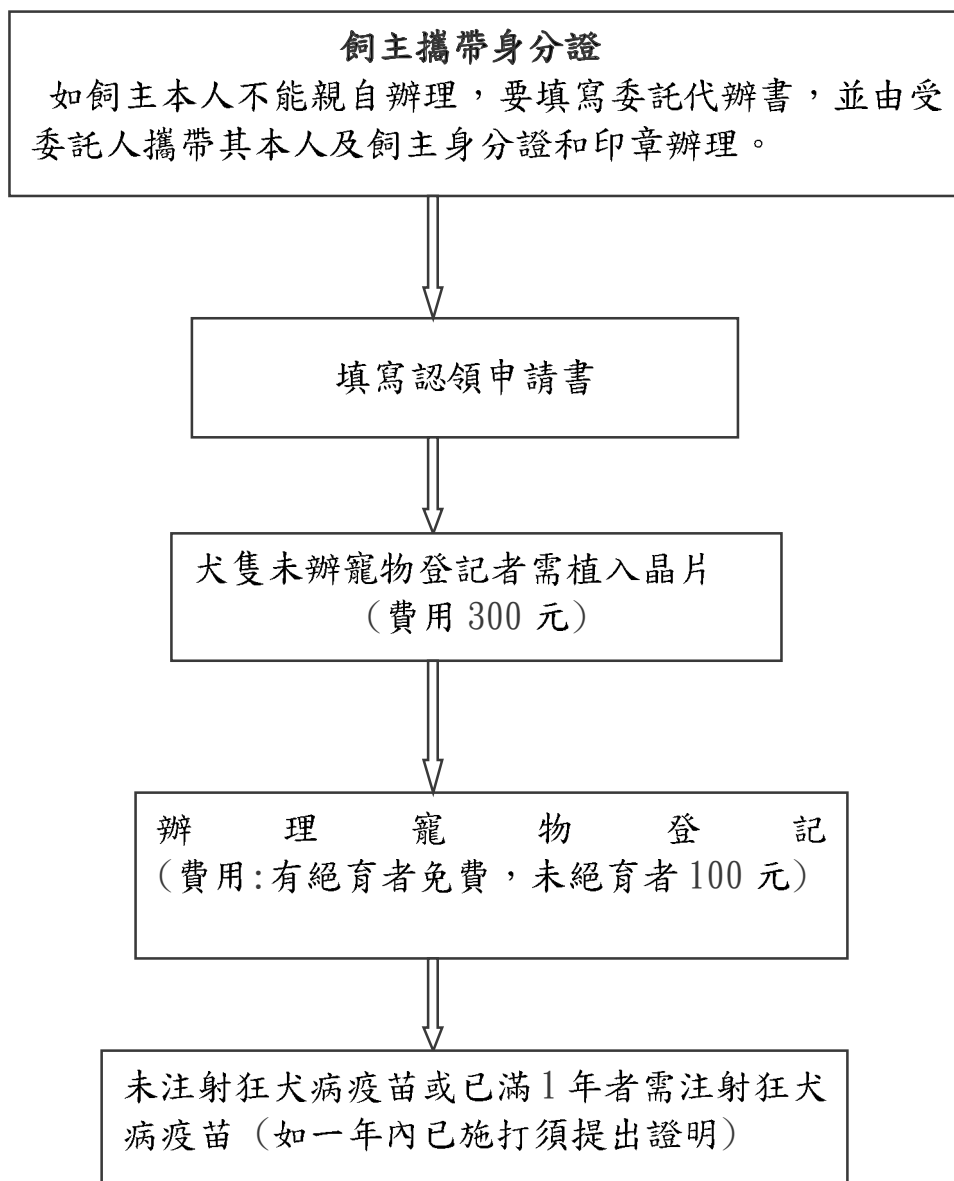 飼主攜帶身分證
如飼主本人不能親自辦理，要填寫委託代辦書，並由受
委託人攜帶其本人及飼主身分證和印章辦理。
填寫認領申請書
犬隻未辦寵物登記者需植入晶片
（費用 300 元）
辦理寵物登記
（費用:有絕育者免費，未絕育者 100 元）
未注射狂犬病疫苗或已滿 1 年者需注射狂犬
病疫苗（如一年內已施打須提出證明）